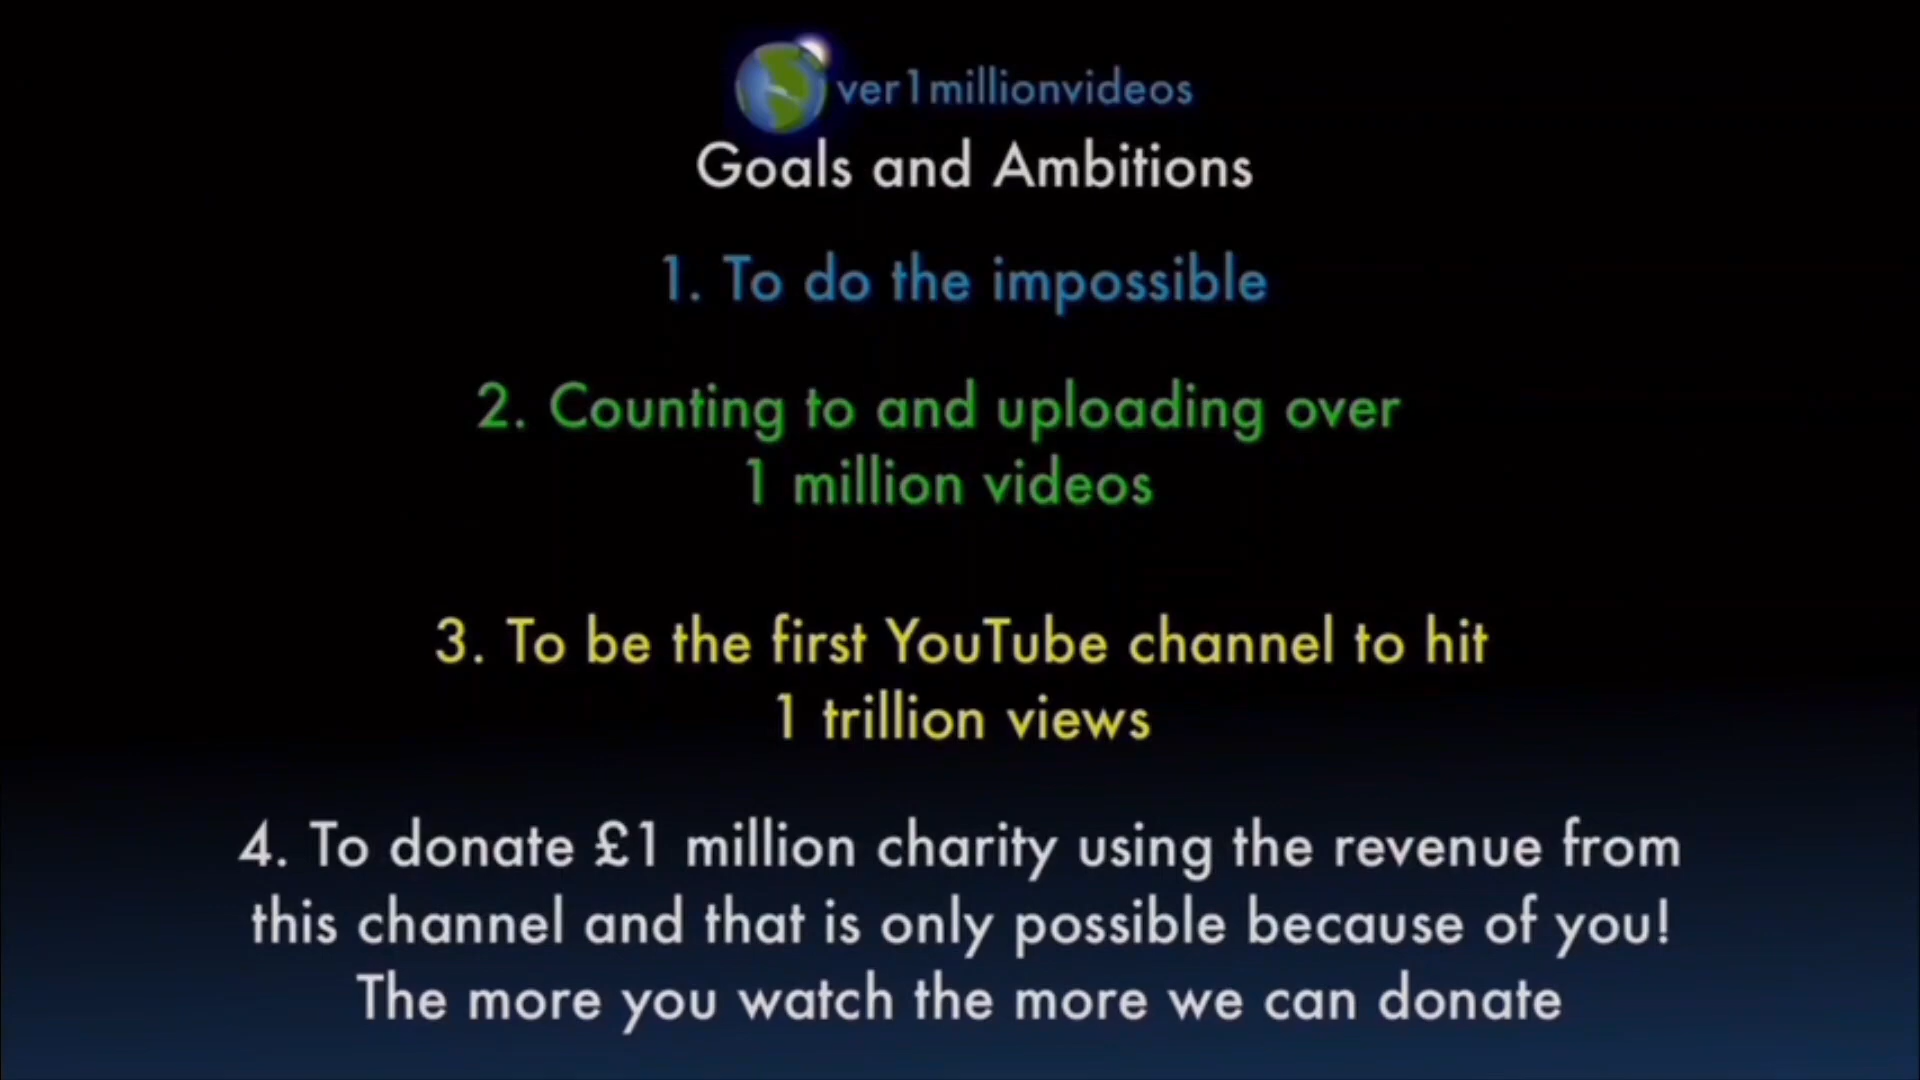 ver1millionvideos
Goals and Ambitions
1. To do the impossible
2. Counting to and uploading over
1 million videos
3. To be the first YouTube channel to hit
1 trillion views
4. To donate £1 million charity using the revenue from
this channel and that is only possible because of you!
The more you watch the more we can donate